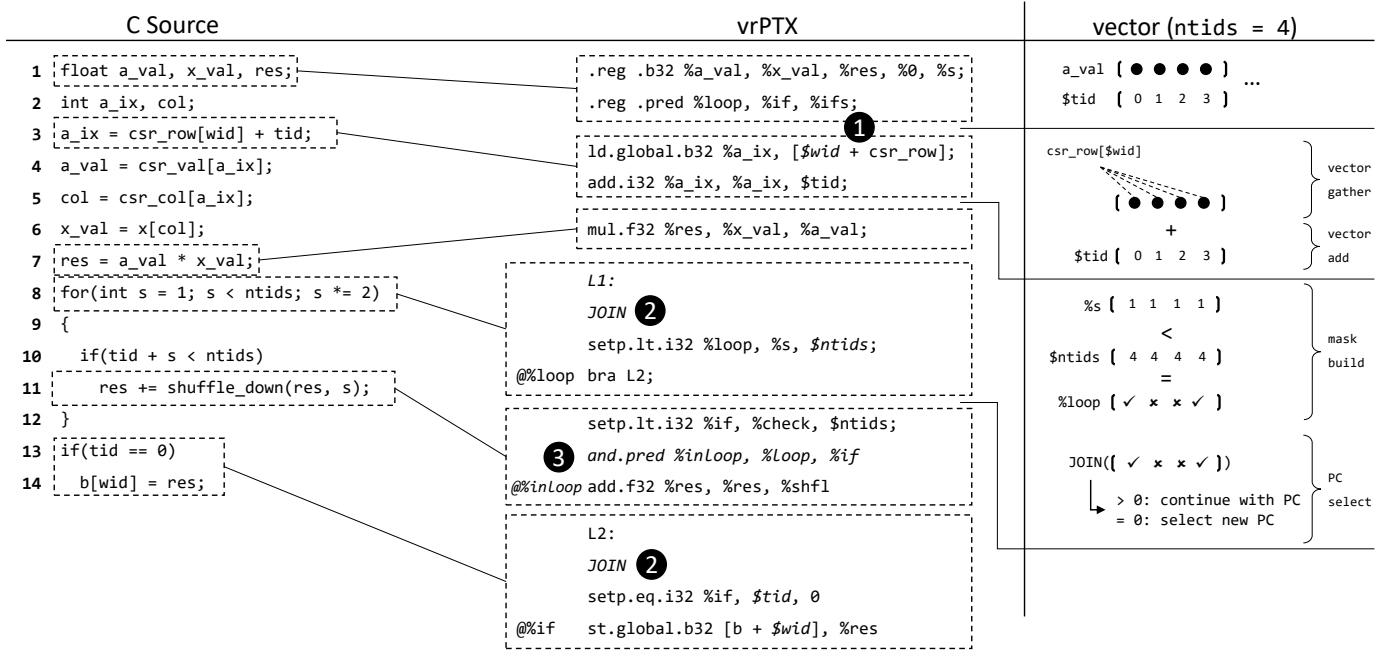 C Source
1 float a_val, x_val, res;
2 int a_ix, col;
3 a_ix = csr_row[wid] + tid;
4 a_val = csr_val[a_ix];
5 col = csr_col[a_ix];
6 x_val = x[col];
7 res = a_val * x_val;
8 for(int s = 1; s < ntids; s *= 2)
9 {
10 if(tid + s < ntids)
11 res += shuffle_down(res, s);
12 }
13 if(tid == 0)
14 b[wid] = res;
vrPTX
.reg .b32 %a_val, %x_val, %res, %0, %s;
.reg .pred %loop, %if, %ifs;
1
ld.global.b32 %a_ix, [$wid + csr_row];
add.i32 %a_ix, %a_ix, $tid;
mul.f32 %res, %x_val, %a_val;
L1:
JOIN 2
setp.lt.i32 %loop, %s, $ntids;
@%loop bra L2;
setp.lt.i32 %if, %check, $ntids;
3 and.pred %inloop, %loop, %if
@%inloop add.f32 %res, %res, %shfl
L2:
JOIN 2
setp.eq.i32 %if, $tid, 0
@%if st.global.b32 [b + $wid], %res
vector (ntids = 4)
a_val [ ● ● ● ● ] ...
$tid [ 0 1 2 3 ]
csr_row[$wid]
[ ● ● ● ● ]
vector
gather
+
$tid [ 0 1 2 3 ]
vector
add
%s [ 1 1 1 1 ]
<
$ntids [ 4 4 4 4 ]
=
%loop [ ✓ × × ✓ ]
mask
build
JOIN([ ✓ × × ✓ ])
> 0: continue with PC
= 0: select new PC
PC
select